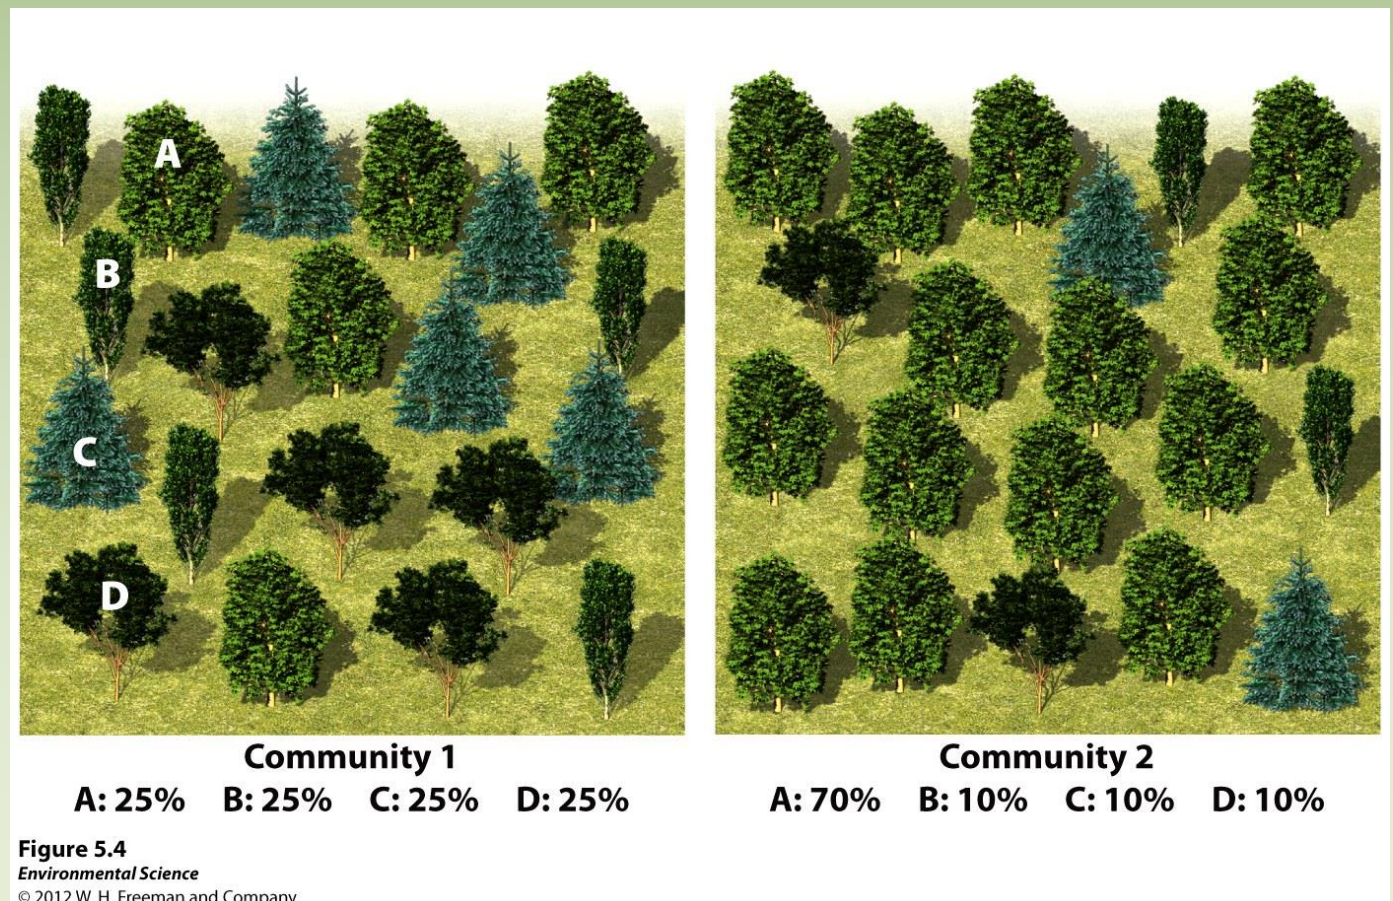 A
B
C
D
Community 1
A: 25% B: 25% C: 25% D: 25%
Community 2
A: 70% B: 10% C: 10% D: 10%
Figure 5.4
Environmental Science
© 2012 W. H. Freeman and Company